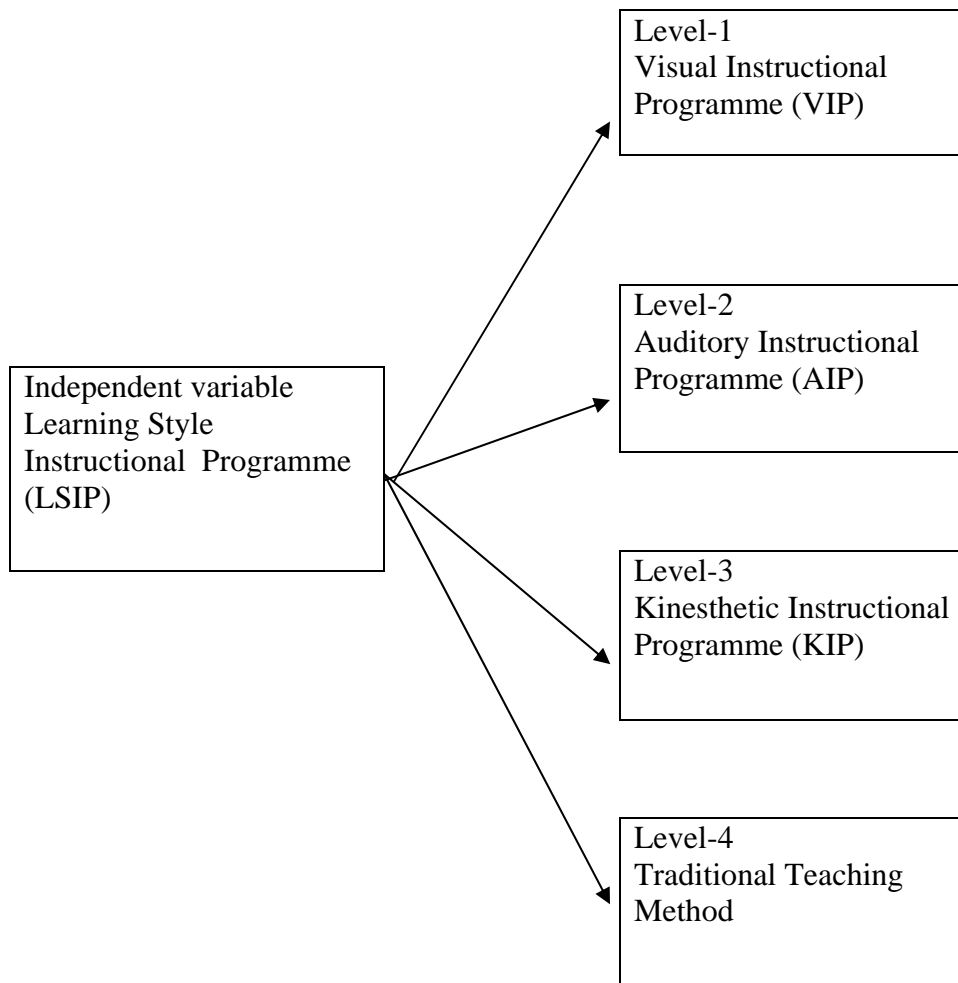 Level-1
Visual Instructional
Programme (VIP)
Level-2
Auditory Instructional
Programme (AIP)
Independent variable
Learning Style
Instructional  Programme
(LSIP)
Level-3
Kinesthetic Instructional
Programme (KIP)
Level-4
Traditional Teaching
Method